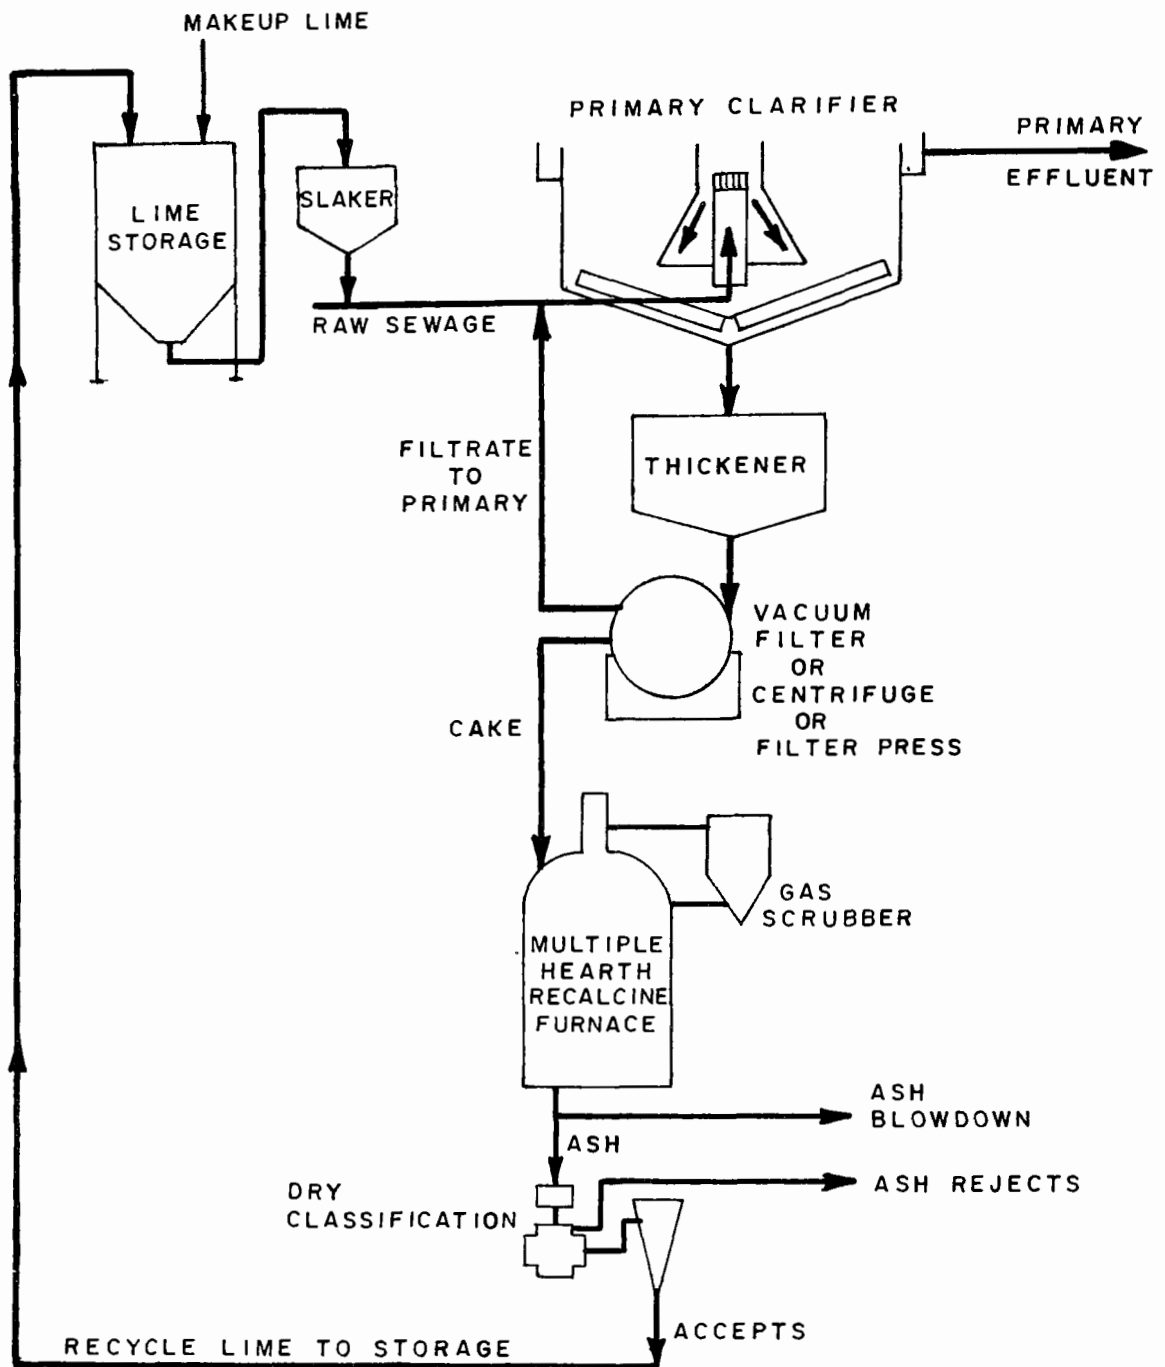 MAKEUP LIME
PRIMARY CLARIFIER
PRIMARY
EFFLUENT
LIME
STORAGE
SLAKER
RAW SEWAGE
FILTRATE
TO
PRIMARY
THICKENER
VACUUM
FILTER
OR
CENTRIFUGE
OR
FILTER PRESS
CAKE
GAS
SCRUBBER
MULTIPLE
HEARTH
RECALCINE
FURNACE
ASH
BLOWDOWN
ASH
DRY
CLASSIFICATION
ASH REJECTS
ACCEPTS
RECYCLE LIME TO STORAGE